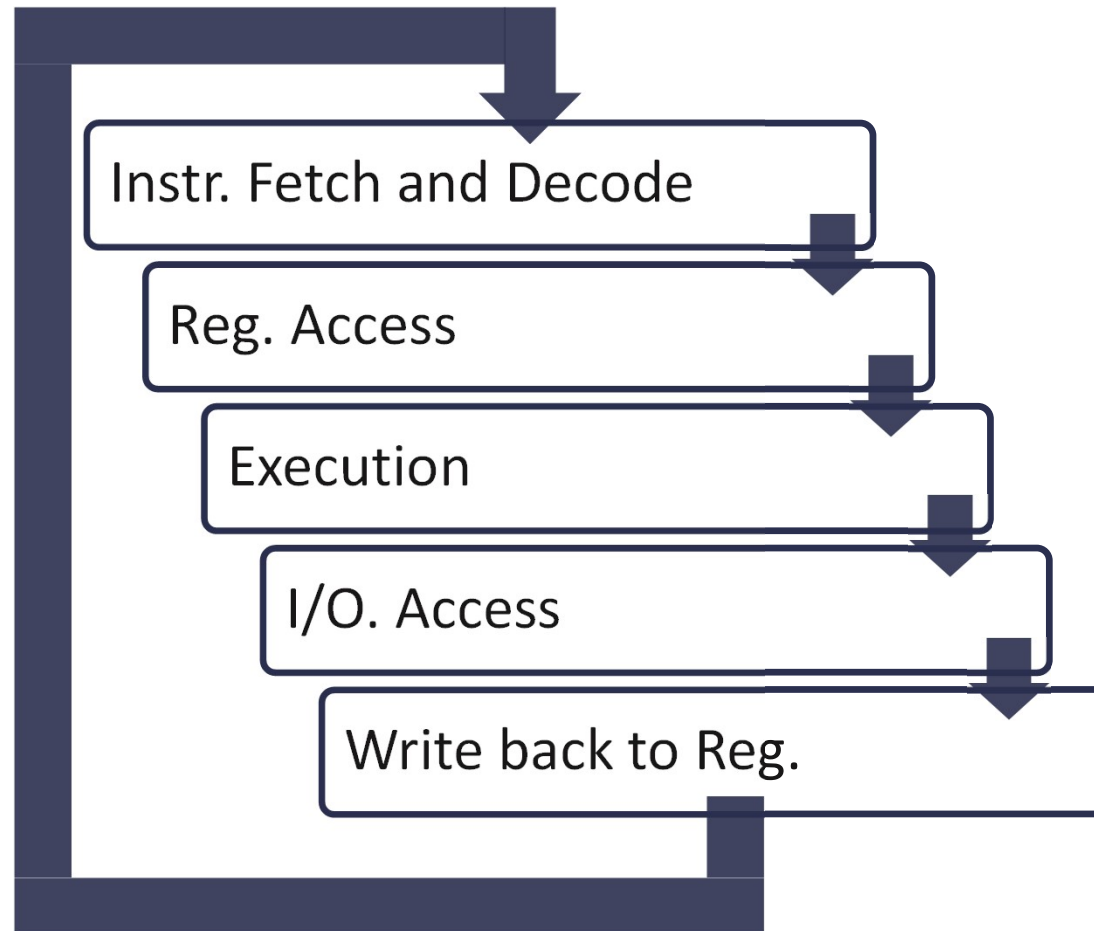 Instr. Fetch and Decode
Reg. Access
Execution
I/O. Access
Write back to Reg.